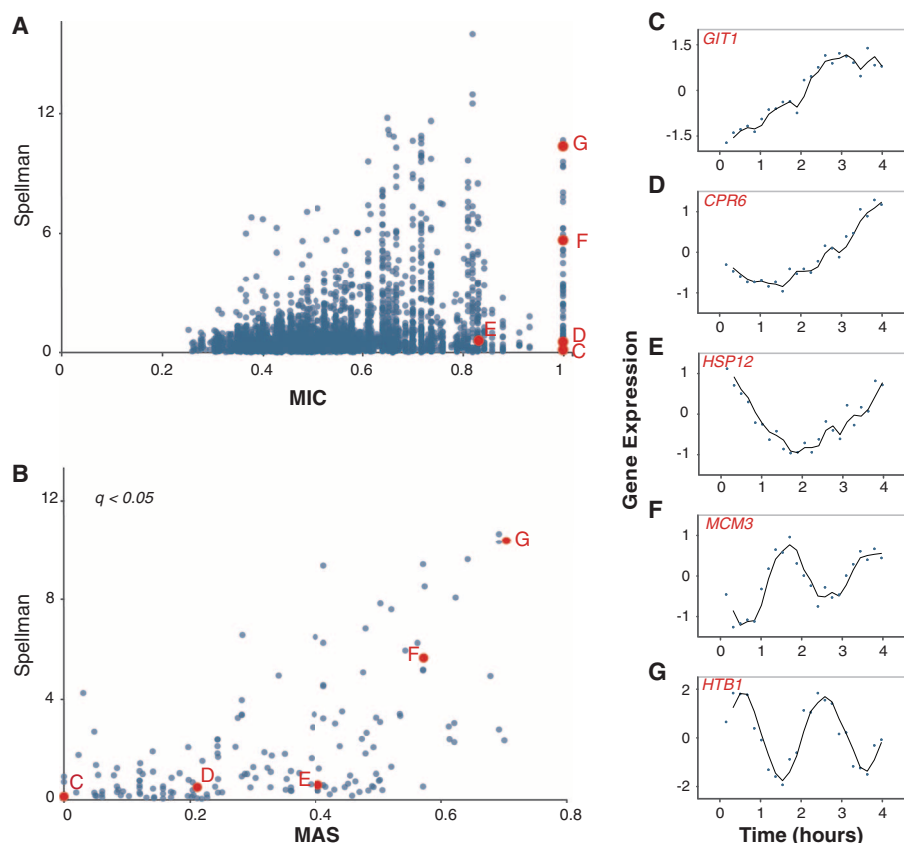 A
Spellman
12
6
0
0
0.2
0.4
0.6
0.8
1
MIC
G
F
E
D
C
B
q < 0.05
Spellman
12
8
4
0
0
0.2
0.4
0.6
0.8
MAS
C
D
E
F
G
Gene Expression
C
GIT1
1.5
0
-1.5
0
1
2
3
4
D
CPR6
1
0
-1
0
1
2
3
4
E
HSP12
1
0
-1
0
1
2
3
4
F
MCM3
1
0
-1
0
1
2
3
4
G
HTB1
2
0
-2
0
1
2
3
4
Time (hours)